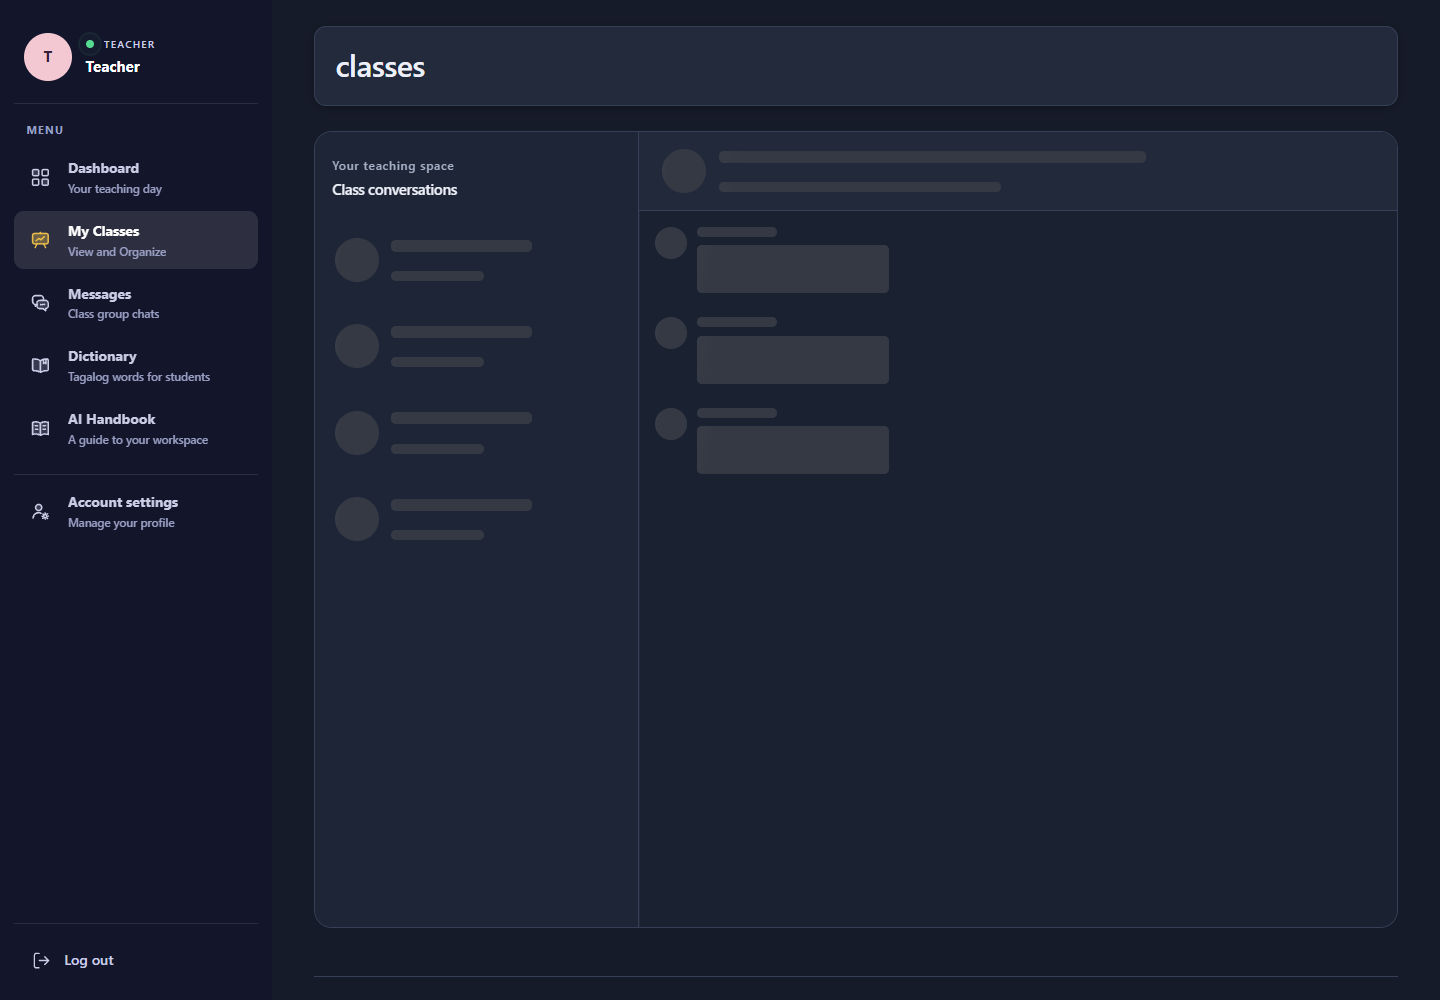 T
TEACHER
Teacher
MENU
Dashboard
Your teaching day
My Classes
View and Organize
Messages
Class group chats
Dictionary
Tagalog words for students
AI Handbook
A guide to your workspace
Account settings
Manage your profile
Log out
classes
Your teaching space
Class conversations